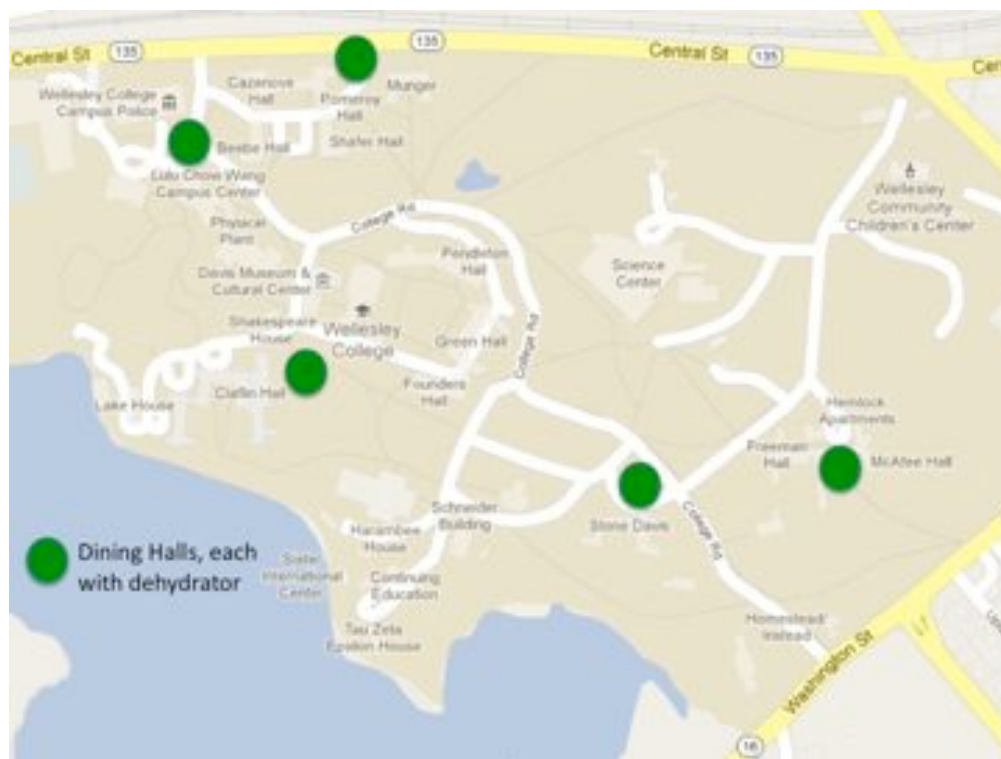 Central St
135
135
Central St
135
Cen
Cazenove
Hall
Munger
Pomeroy
Hall
Wellesley College
Campus Police
Beebe Hall
Shafer Hall
Lulu Chow Wang
Campus Center
Wellesley
Community
Children's Center
Physical
Plant
College Rd
Pendleton
Hall
Science
Center
Davis Museum &
Cultural Center
Shakespeare
House
Wellesley
College
Green Hall
College Rd
Claflin Hall
Founders
Hall
Lake House
Hemlock
Apartments
Freeman
Hall
McAfee Hall
Schneider
Building
Stone Davis
College Rd
Harambee
House
Dining Halls, each
with dehydrator
Slater
International
Center
Continuing
Education
Tau Zeta
Epsilon House
Homestead/
Instead
Washington St
16